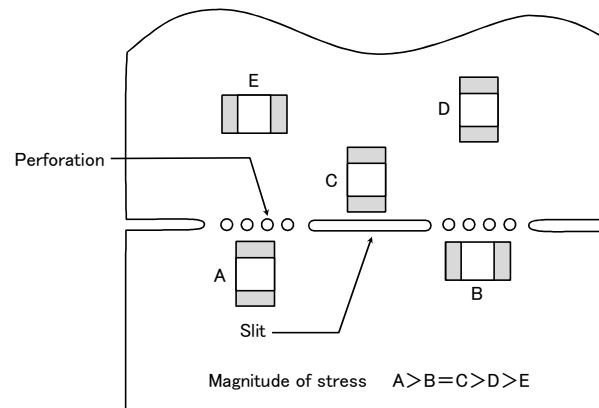 E
D
Perforation
C
A
B
Slit
Magnitude of stress A>B=C>D>E